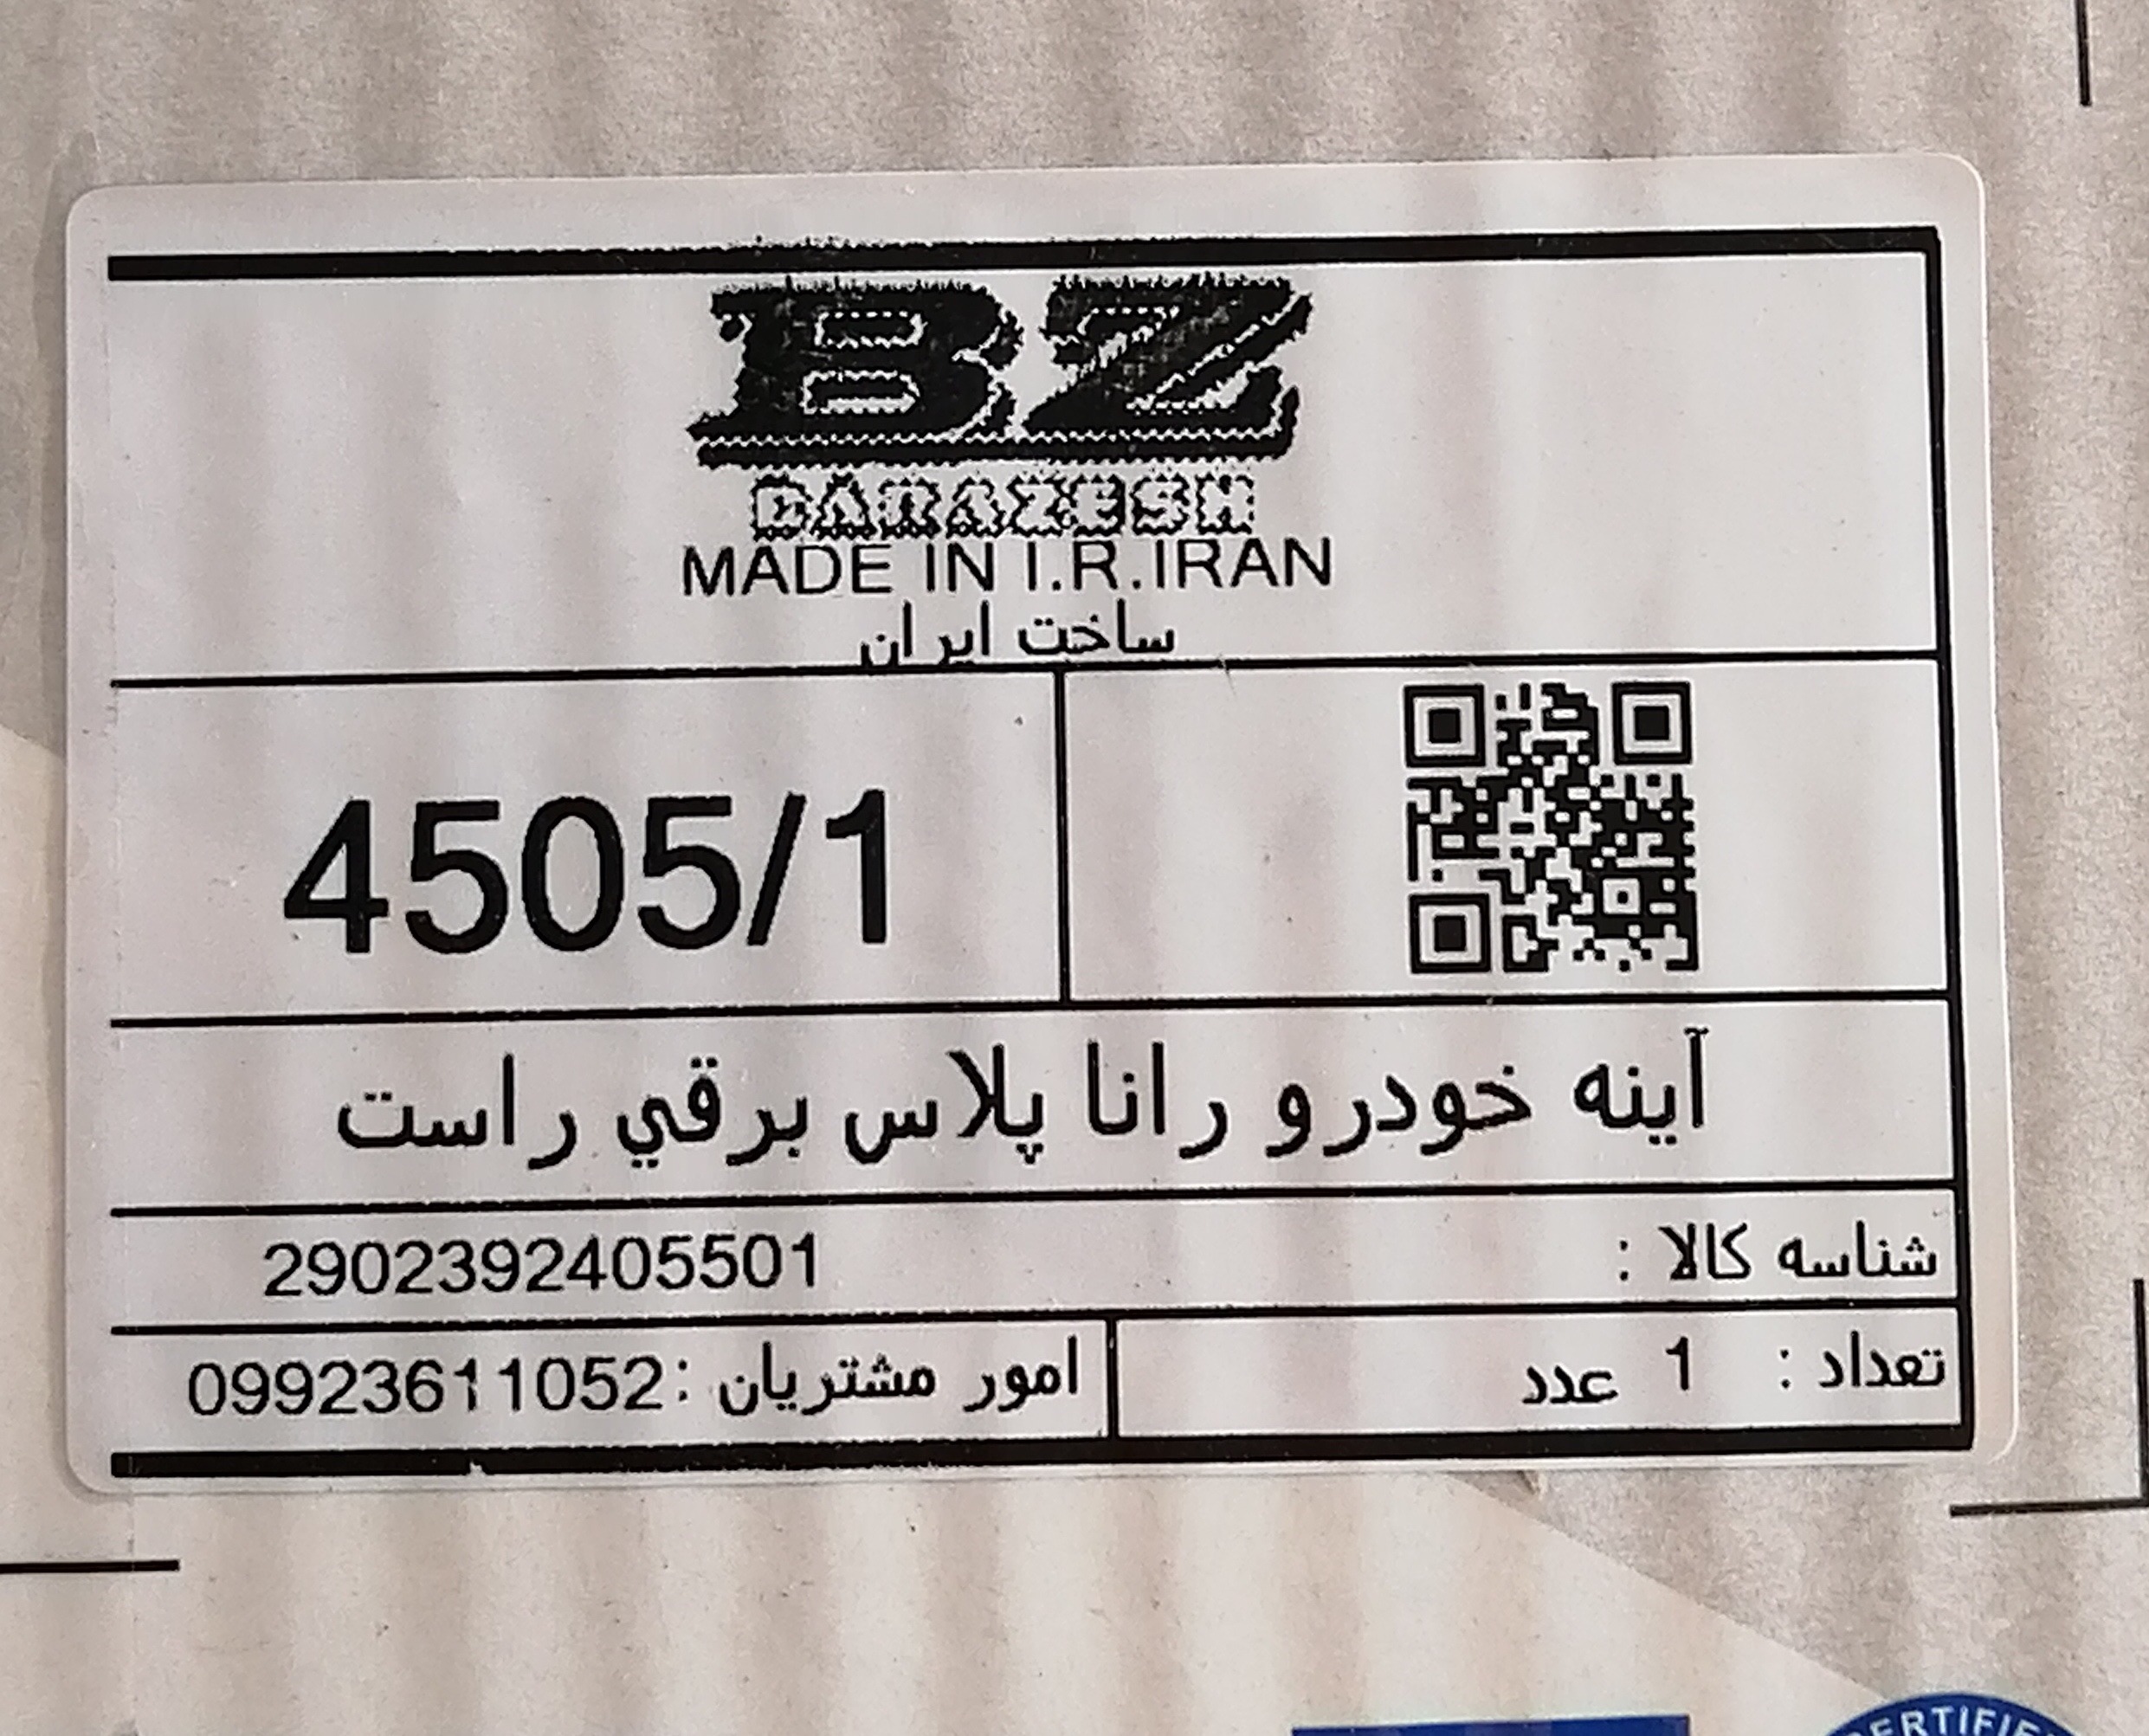 BZ
BARAZESH
MADE IN I.R.IRAN
ساخت ایران
4505/1
آینه خودرو رانا پلاس برقي راست
شناسه کالا : 2902392405501
تعداد : 1 عدد
امور مشتریان :09923611052